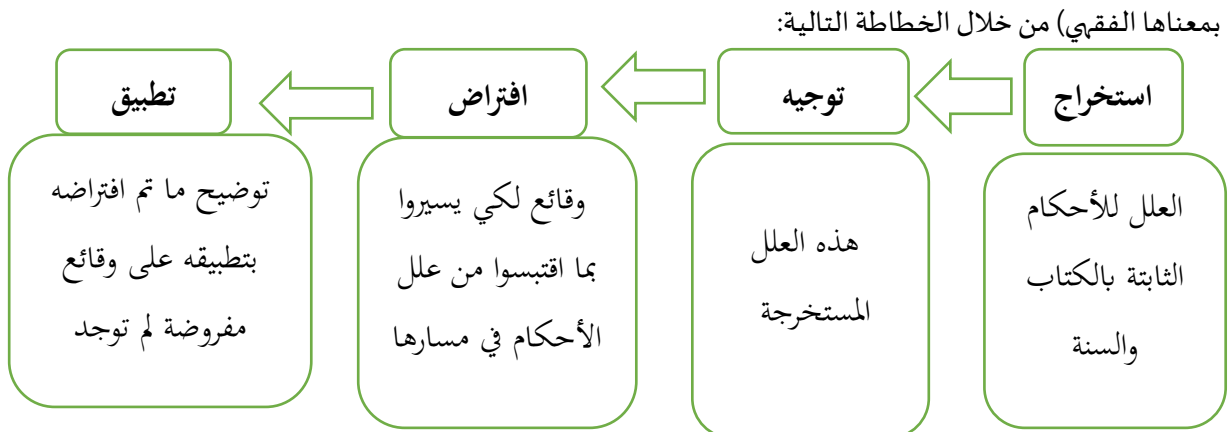 بمعناها الفقهي) من خلال الخطاطة التالية:
استخراج
العلل للأحكام
الثابتة بالكتاب
والسنة
توجيه
هذه العلل
المستخرجة
افتراض
وقائع لكي يسيروا
بما اقتبسوا من علل
الأحكام في مسارها
تطبيق
توضيح ما تم افتراضه
بتطبيقه على وقائع
مفروضة لم توجد